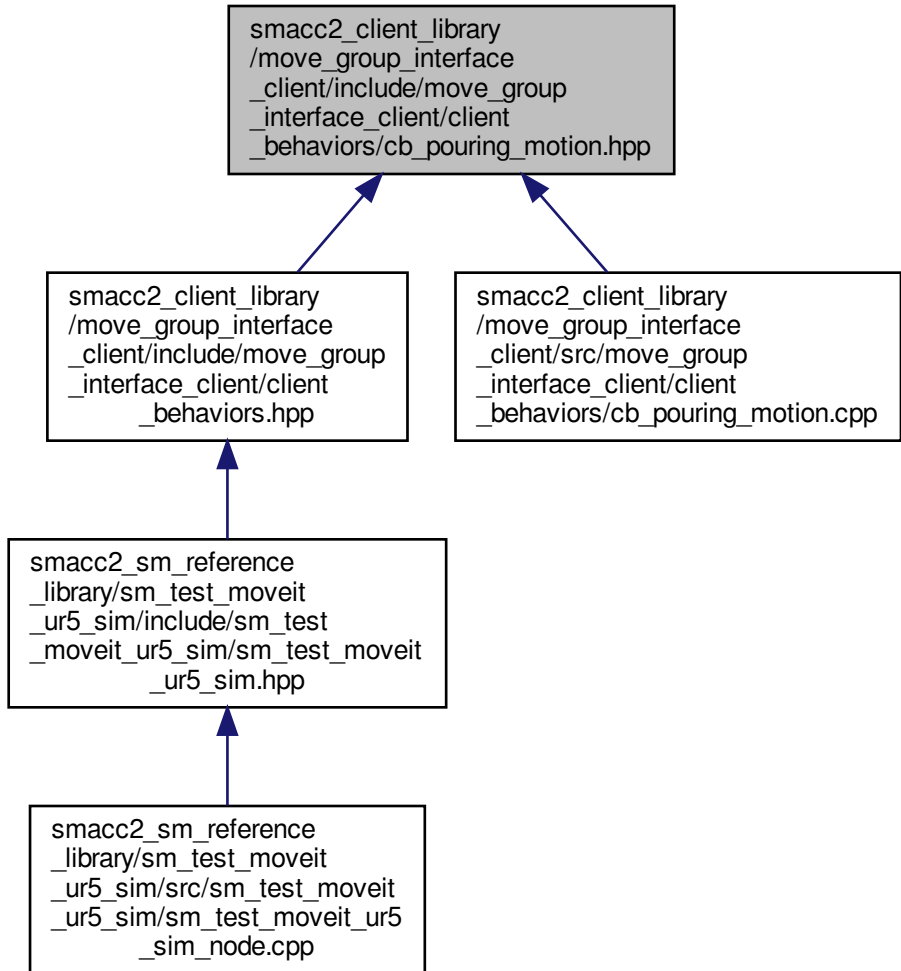 smacc2_client_library
/move_group_interface
_client/include/move_group
_interface_client/client
_behaviors/cb_pouring_motion.hpp
smacc2_client_library
/move_group_interface
_client/include/move_group
_interface_client/client
_behaviors.hpp
smacc2_client_library
/move_group_interface
_client/src/move_group
_interface_client/client
_behaviors/cb_pouring_motion.cpp
smacc2_sm_reference
_library/sm_test_moveit
_ur5_sim/include/sm_test
_moveit_ur5_sim/sm_test_moveit
_ur5_sim.hpp
smacc2_sm_reference
_library/sm_test_moveit
_ur5_sim/src/sm_test_moveit
_ur5_sim/sm_test_moveit_ur5
_sim_node.cpp